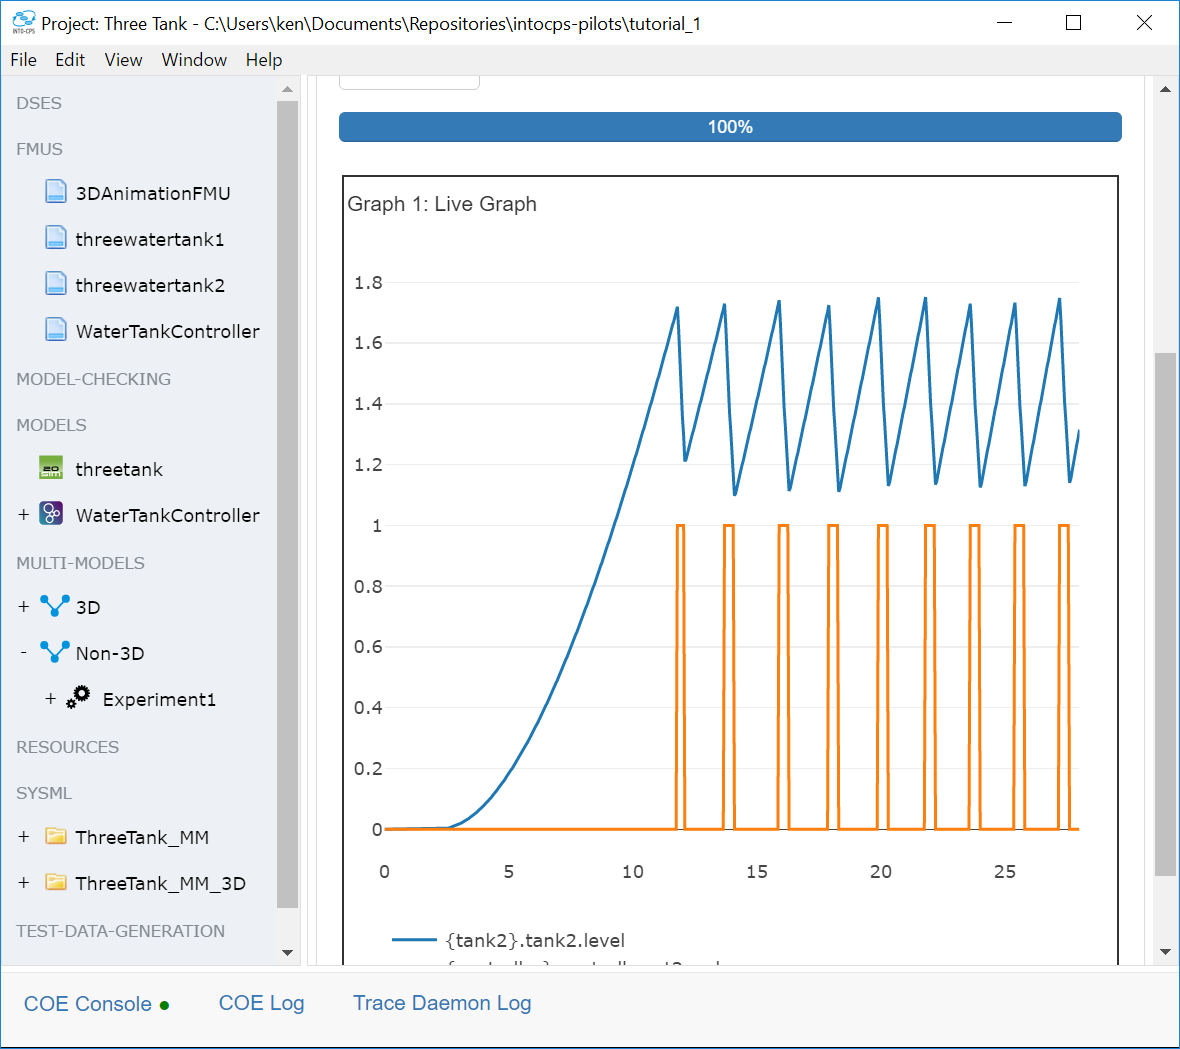 Project: Three Tank - C:\Users\ken\Documents\Repositories\intocps-pilots\tutorial_1
File Edit View Window Help
DSES
FMUS
3DAnimationFMU
threewatertank1
threewatertank2
WaterTankController
MODEL-CHECKING
MODELS
threetank
+ WaterTankController
MULTI-MODELS
+ 3D
- Non-3D
+ Experiment1
RESOURCES
SYSML
+ ThreeTank_MM
+ ThreeTank_MM_3D
TEST-DATA-GENERATION
100%
Graph 1: Live Graph
1.8
1.6
1.4
1.2
1
0.8
0.6
0.4
0.2
0
0 5 10 15 20 25
{tank2}.tank2.level
COE Console COE Log Trace Daemon Log